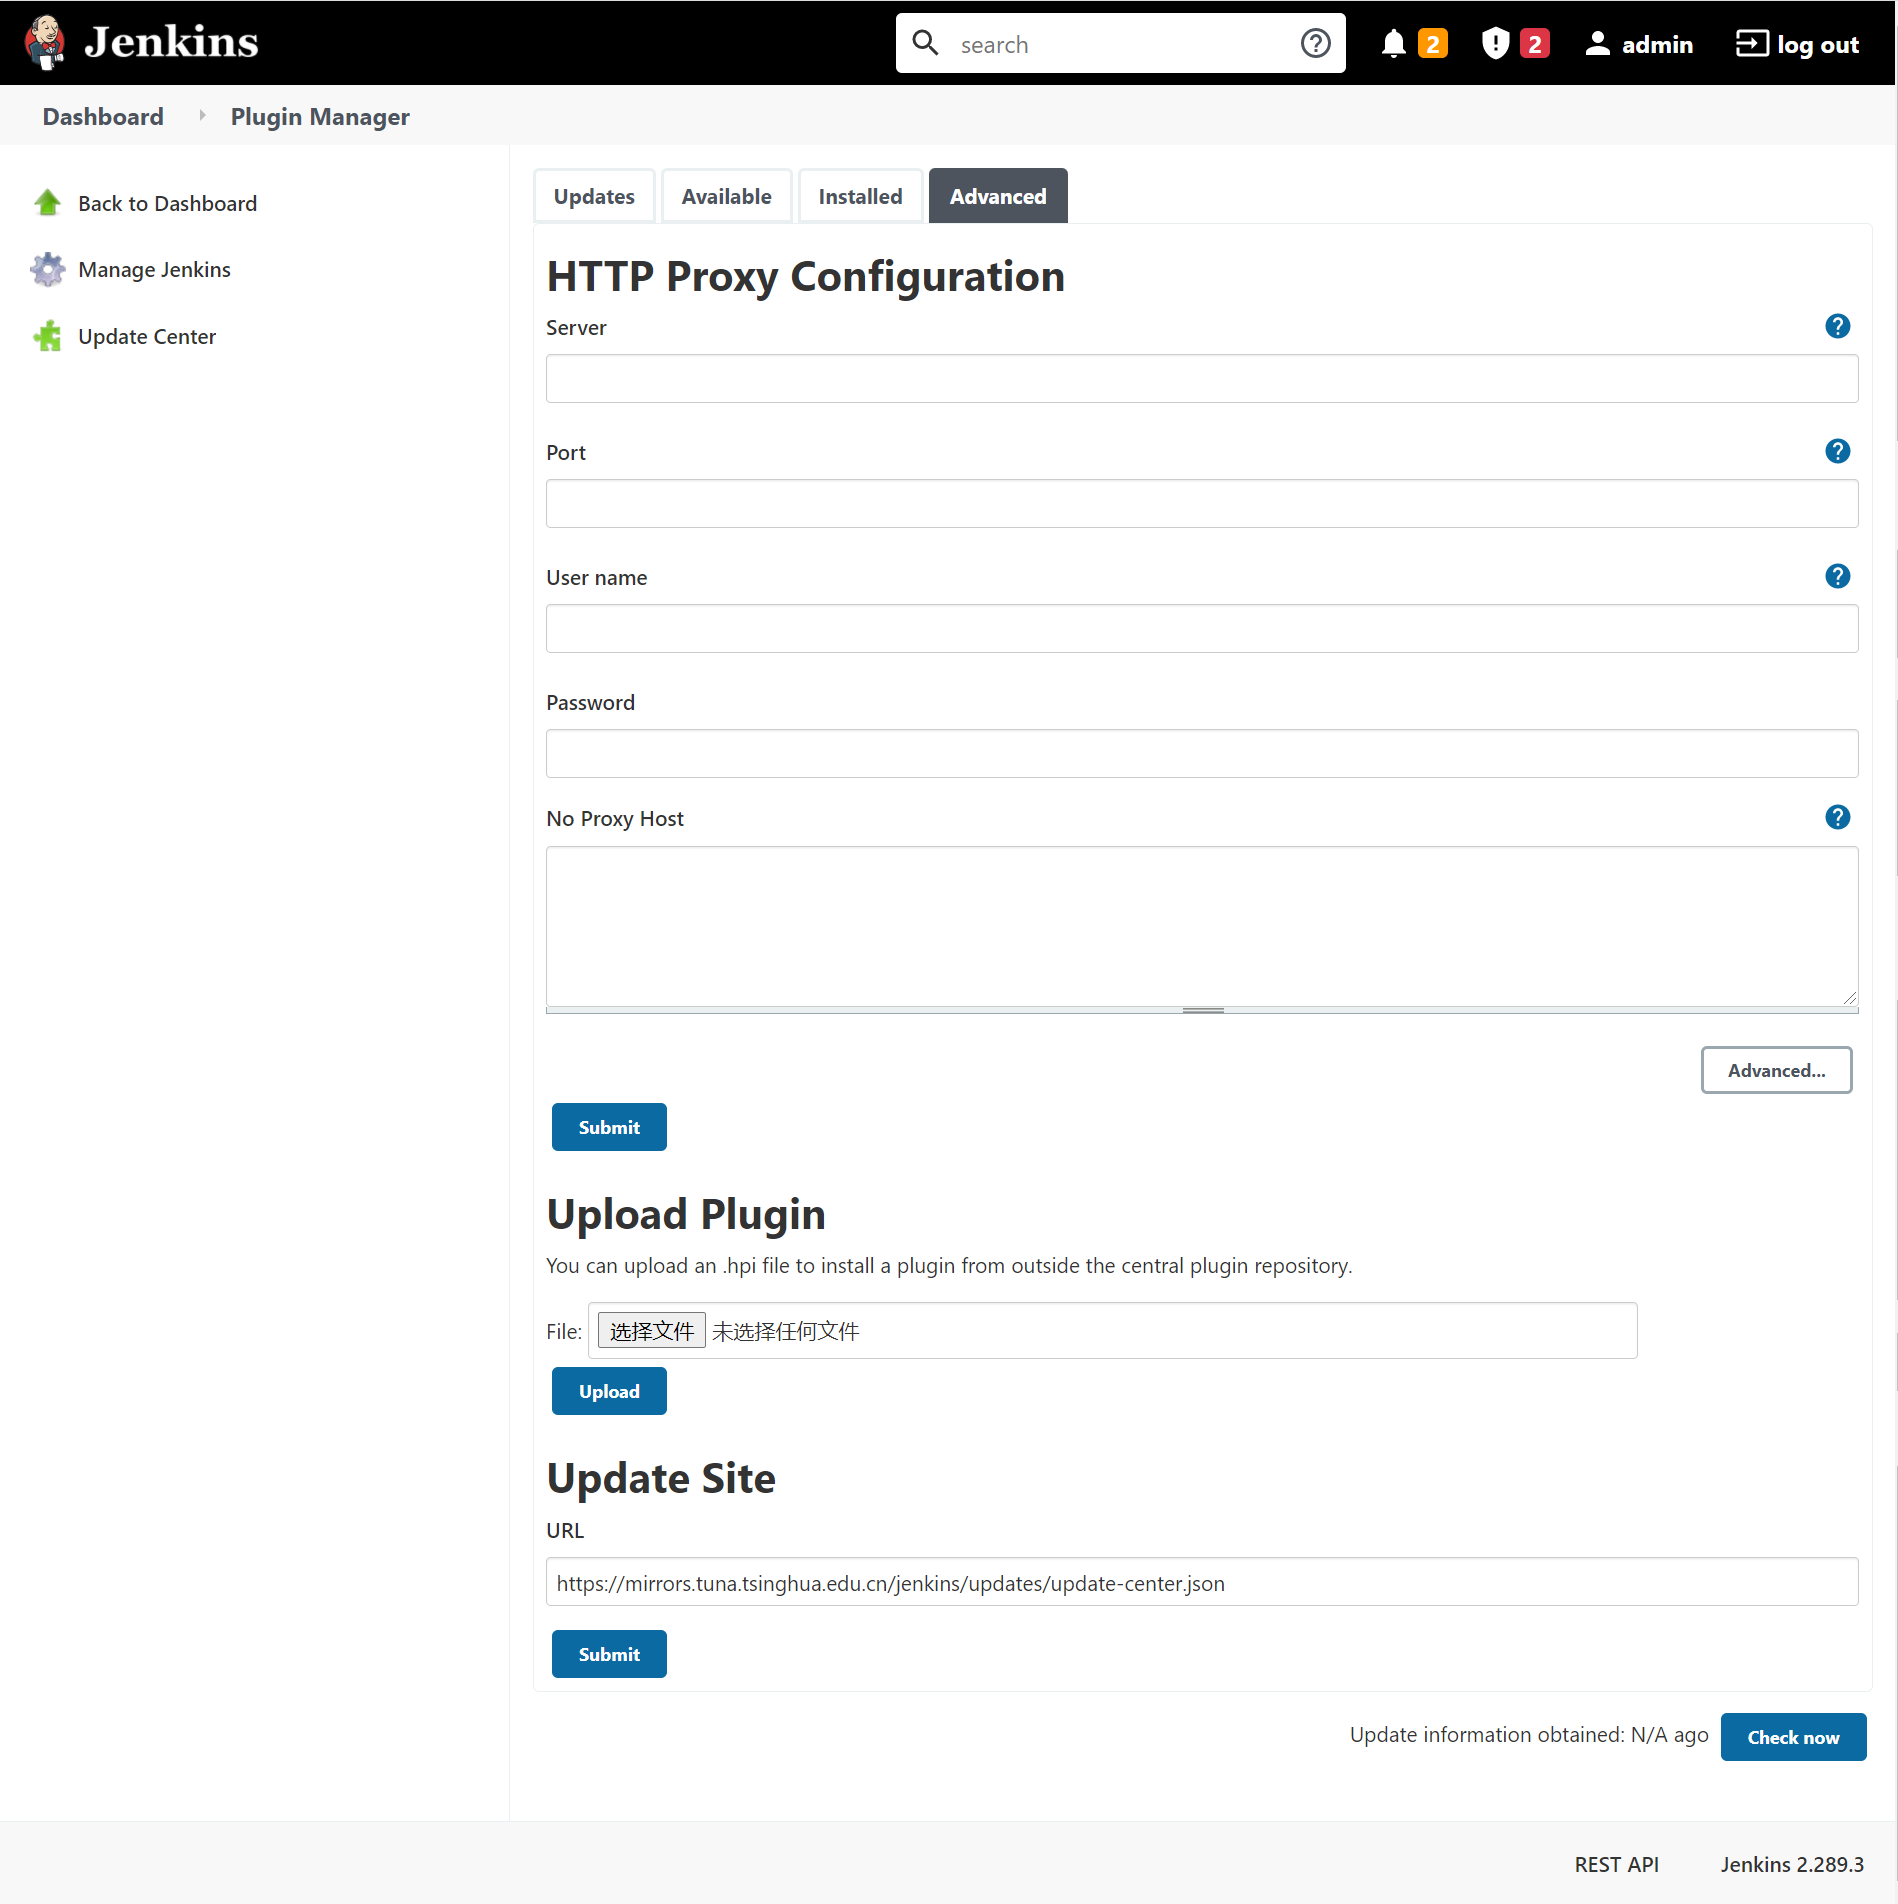 Jenkins
search
2
2
admin
log out
Dashboard
Plugin Manager
Back to Dashboard
Manage Jenkins
Update Center
Updates
Available
Installed
Advanced
HTTP Proxy Configuration
Server
Port
User name
Password
No Proxy Host
Advanced...
Submit
Upload Plugin
You can upload an .hpi file to install a plugin from outside the central plugin repository.
File: 选择文件 未选择任何文件
Upload
Update Site
URL
https://mirrors.tuna.tsinghua.edu.cn/jenkins/updates/update-center.json
Submit
Update information obtained: N/A ago
Check now
REST API
Jenkins 2.289.3